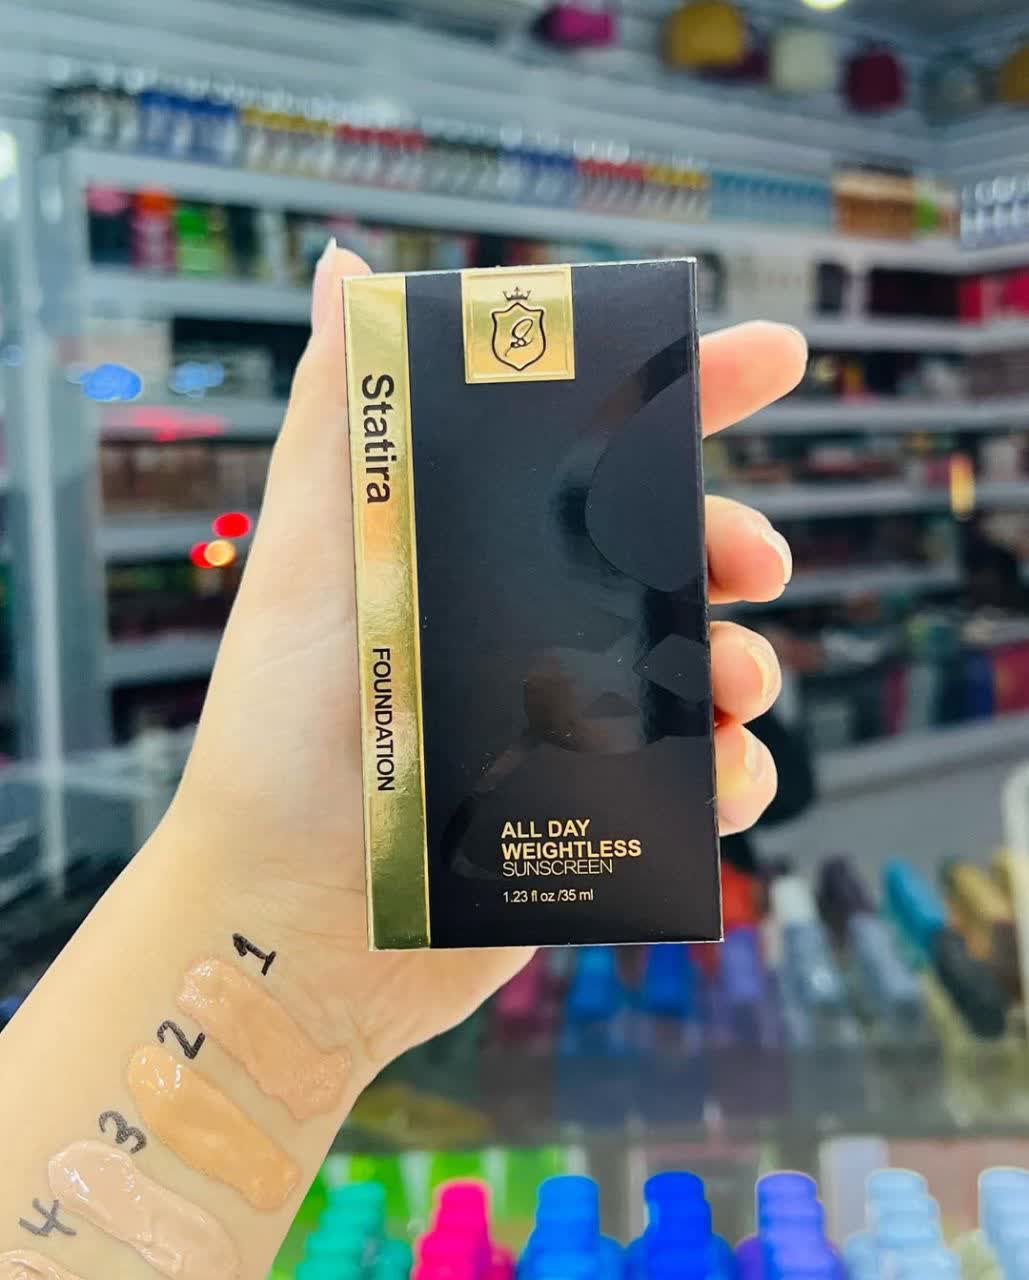 Statira
FOUNDATION
ALL DAY
WEIGHTLESS
SUNSCREEN
1.23 fl oz /35 ml
1
2
3
4